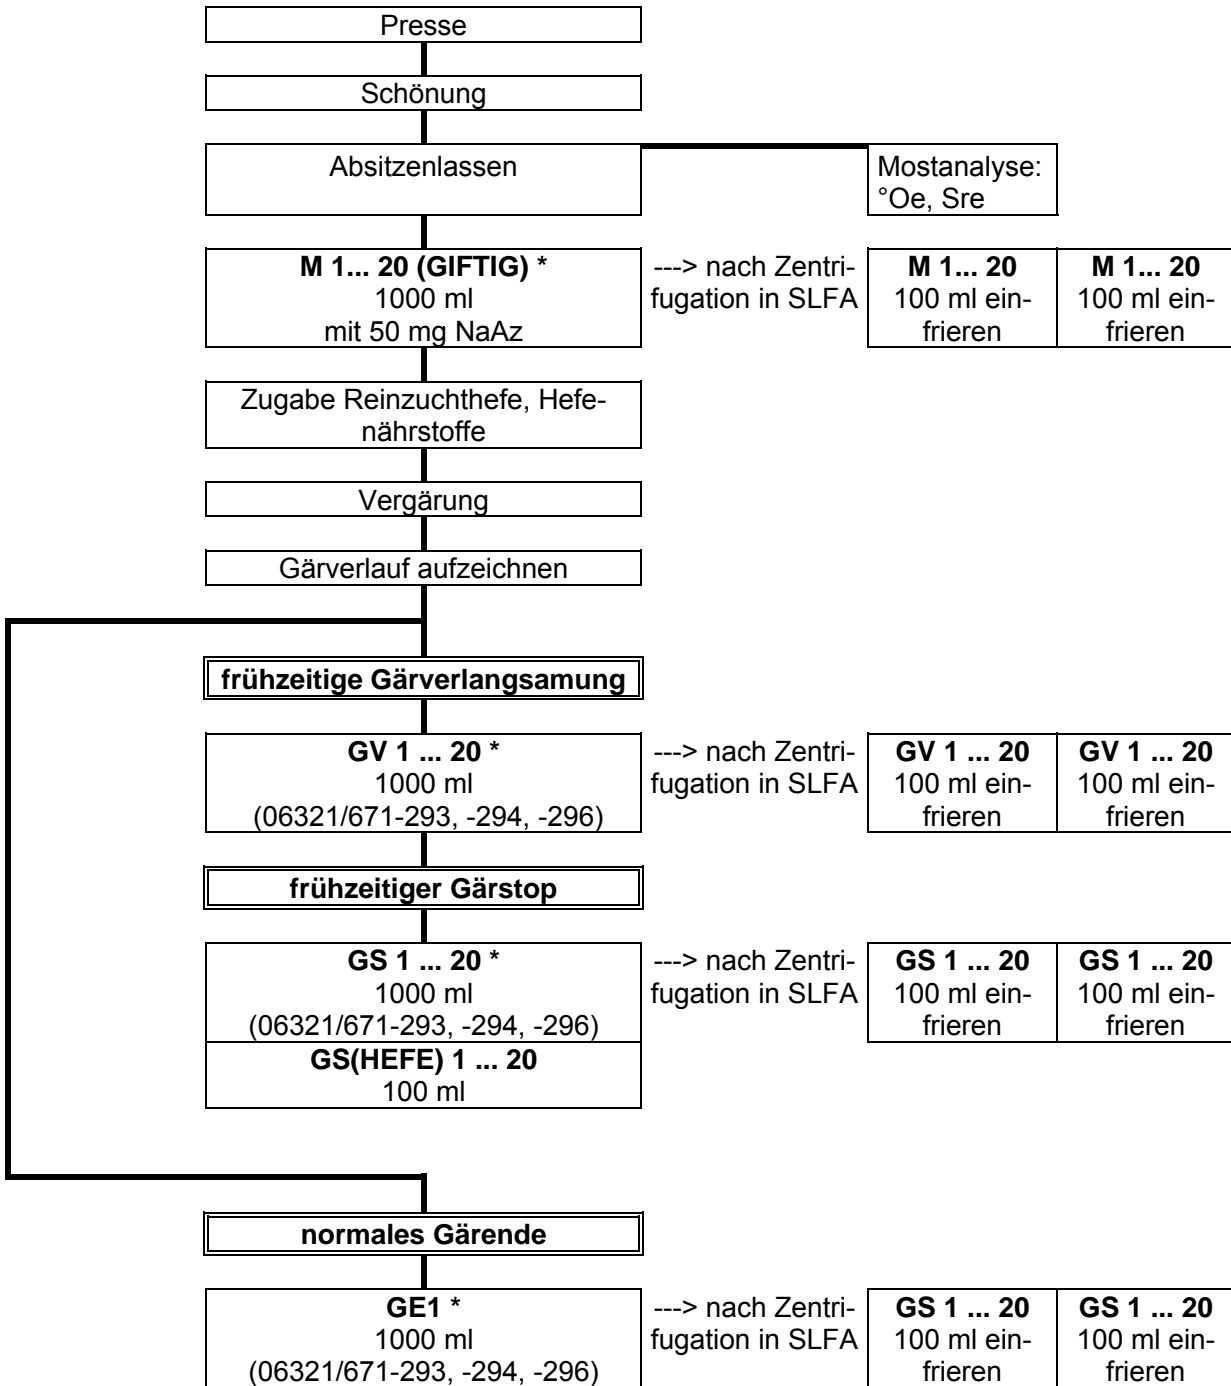 Presse
Schönung
Absitzenlassen
Mostanalyse:
°Oe, Sre
M 1... 20 (GIFTIG) *
1000 ml
mit 50 mg NaAz
---> nach Zentri-
fugation in SLFA
M 1... 20
100 ml ein-
frieren
M 1... 20
100 ml ein-
frieren
Zugabe Reinzuchthefe, Hefe-
nährstoffe
Vergärung
Gärverlauf aufzeichnen
frühzeitige Gärverlangsamung
GV 1 ... 20 *
1000 ml
(06321/671-293, -294, -296)
---> nach Zentri-
fugation in SLFA
GV 1 ... 20
100 ml ein-
frieren
GV 1 ... 20
100 ml ein-
frieren
frühzeitiger Gärstop
GS 1 ... 20 *
1000 ml
(06321/671-293, -294, -296)
---> nach Zentri-
fugation in SLFA
GS 1 ... 20
100 ml ein-
frieren
GS 1 ... 20
100 ml ein-
frieren
GS(HEFE) 1 ... 20
100 ml
normales Gärende
GE1 *
1000 ml
(06321/671-293, -294, -296)
---> nach Zentri-
fugation in SLFA
GS 1 ... 20
100 ml ein-
frieren
GS 1 ... 20
100 ml ein-
frieren